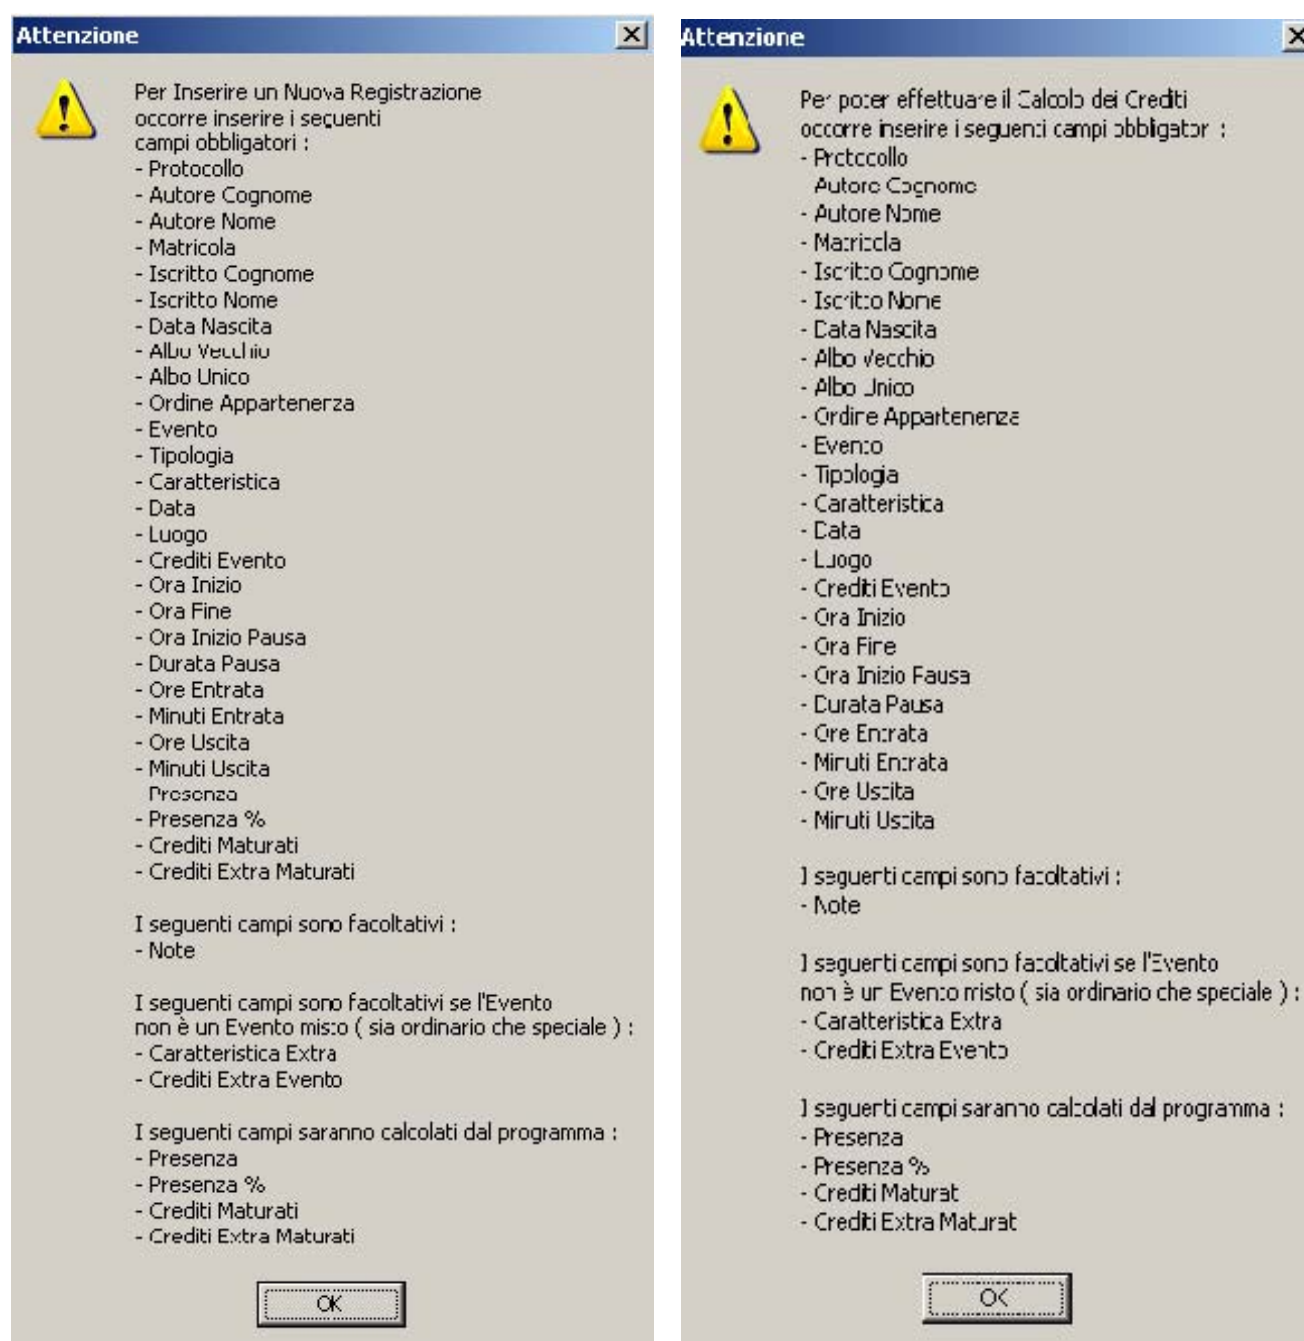 Attenzione
Per Inserire un Nuova Registrazione
occorre inserire i seguenti
campi obbligatori :
- Protocollo
- Autore Cognome
- Autore Nome
- Matricola
- Iscritto Cognome
- Iscritto Nome
- Data Nascita
- Albo Vecchio
- Albo Unico
- Ordine Appartenenza
- Evento
- Tipologia
- Caratteristica
- Data
- Luogo
- Crediti Evento
- Ora Inizio
- Ora Fine
- Ora Inizio Pausa
- Durata Pausa
- Ore Entrata
- Minuti Entrata
- Ore Uscita
- Minuti Uscita
Presenza
- Presenza %
- Crediti Maturati
- Crediti Extra Maturati
I seguenti campi sono facoltativi :
- Note
I seguenti campi sono facoltativi se l'Evento
non è un Evento misto ( sia ordinario che speciale ) :
- Caratteristica Extra
- Crediti Extra Evento
I seguenti campi saranno calcolati dal programma :
- Presenza
- Presenza %
- Crediti Maturati
- Crediti Extra Maturati
OK
Attenzione
Per poter effettuare il Calcolo dei Crediti
occorre inserire i seguenti campi obbligatori :
- Protocollo
Autore Cognome
- Autore Nome
- Matricola
- Iscritto Cognome
- Iscritto Nome
- Data Nascita
- Albo Vecchio
- Albo Unico
- Ordine Appartenenza
- Evento
- Tipologia
- Caratteristica
- Data
- Luogo
- Crediti Evento
- Ora Inizio
- Ora Fine
- Ora Inizio Pausa
- Durata Pausa
- Ore Entrata
- Minuti Entrata
- Ore Uscita
- Minuti Uscita
I seguenti campi sono facoltativi :
- Note
I seguenti campi sono facoltativi se l'Evento
non è un Evento misto ( sia ordinario che speciale ) :
- Caratteristica Extra
- Crediti Extra Evento
I seguenti campi saranno calcolati dal programma :
- Presenza
- Presenza %
- Crediti Maturati
- Crediti Extra Maturati
OK